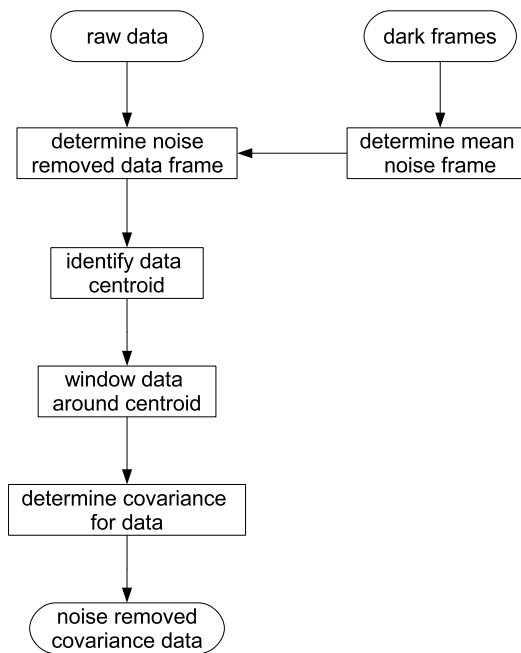 raw data
dark frames
determine noise
removed data frame
determine mean
noise frame
identify data
centroid
window data
around centroid
determine covariance
for data
noise removed
covariance data